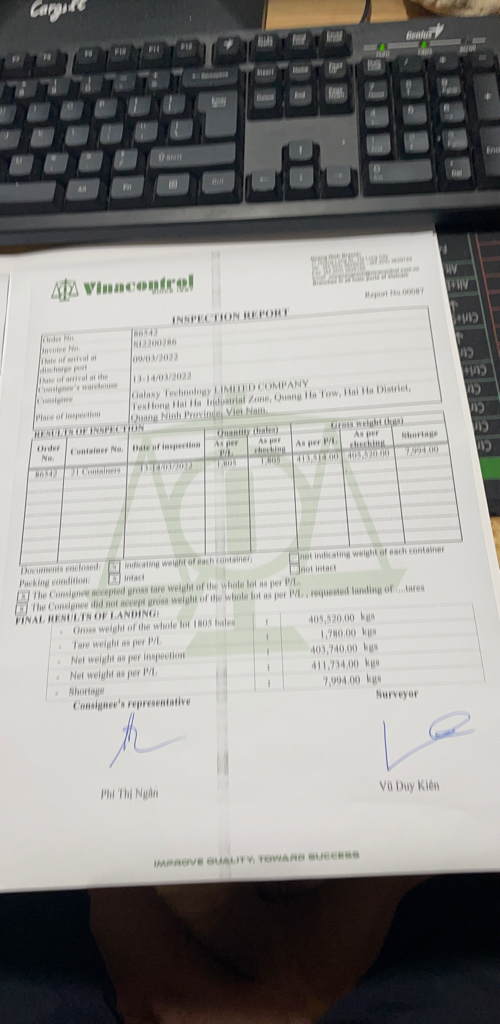 Cargill
Genius
F9
F10
F11
F12
Vinacontrol
Report No:00087
INSPECTION REPORT
Order No. 86542
Invoice No. SI2200286
Date of arrival at discharge port 09/03/2022
Date of arrival at the Consigner's warehouse 13-14/03/2022
Consignee Galaxy Technology LIMITED COMPANY
Place of inspection TexHong Hai Ha Industrial Zone, Quang Ha Tow, Hai Ha District,
Quang Ninh Province, Viet Nam.
RESULTS OF INSPECTION
Order No. Container No. Date of inspection Quantity (bales) Gross weight (kgs) Shortage
As per P/L As per checking As per P/L As per checking
86542 21 Containers 13-14/03/2022 1,805 1,805 413,514.00 405,520.00 7,994.00
Documents enclosed: x indicating weight of each container; not indicating weight of each container
Packing condition: x intact not intact
x The Consignee accepted gross tare weight of the whole lot as per P/L.
x The Consignee did not accept gross weight of the whole lot as per P/L , requested landing of ....tares
FINAL RESULTS OF LANDING:
- Gross weight of the whole lot 1805 bales : 405,520.00 kgs
- Tare weight as per P/L : 1,780.00 kgs
- Net weight as per inspection : 403,740.00 kgs
- Net weight as per P/L : 411,734.00 kgs
- Shortage : 7,994.00 kgs
Consignee's representative Surveyor
Phí Thị Ngân Vũ Duy Kiên
IMPROVE QUALITY, TOWARD SUCCESS